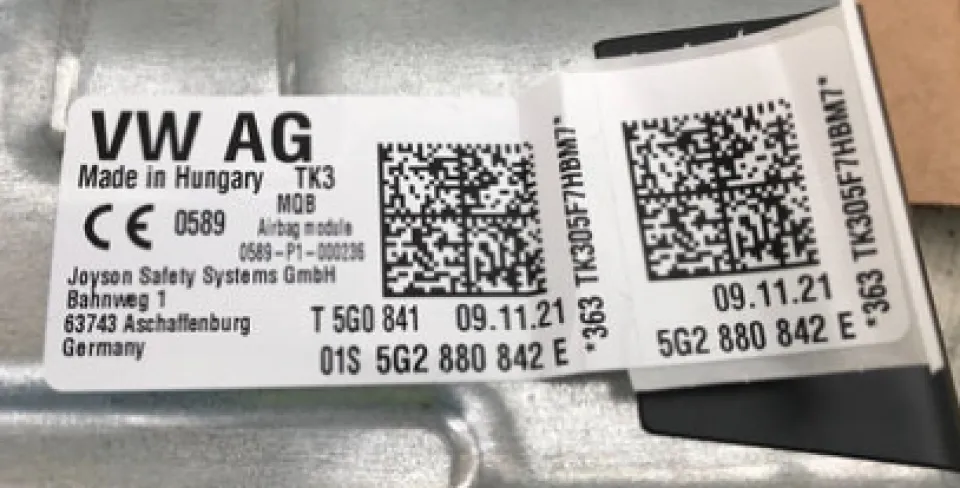 VW AG
Made in Hungary TK3
MQB
CE 0589 Airbag module
0589-P1-000236
Joyson Safety Systems GmbH
Bahnweg 1
63743 Aschaffenburg
Germany
T 5G0 841 09.11.21
01S 5G2 880 842 E
*363 TK305F7HBM7*
09.11.21
5G2 880 842 E
*363 TK305F7HBM7*